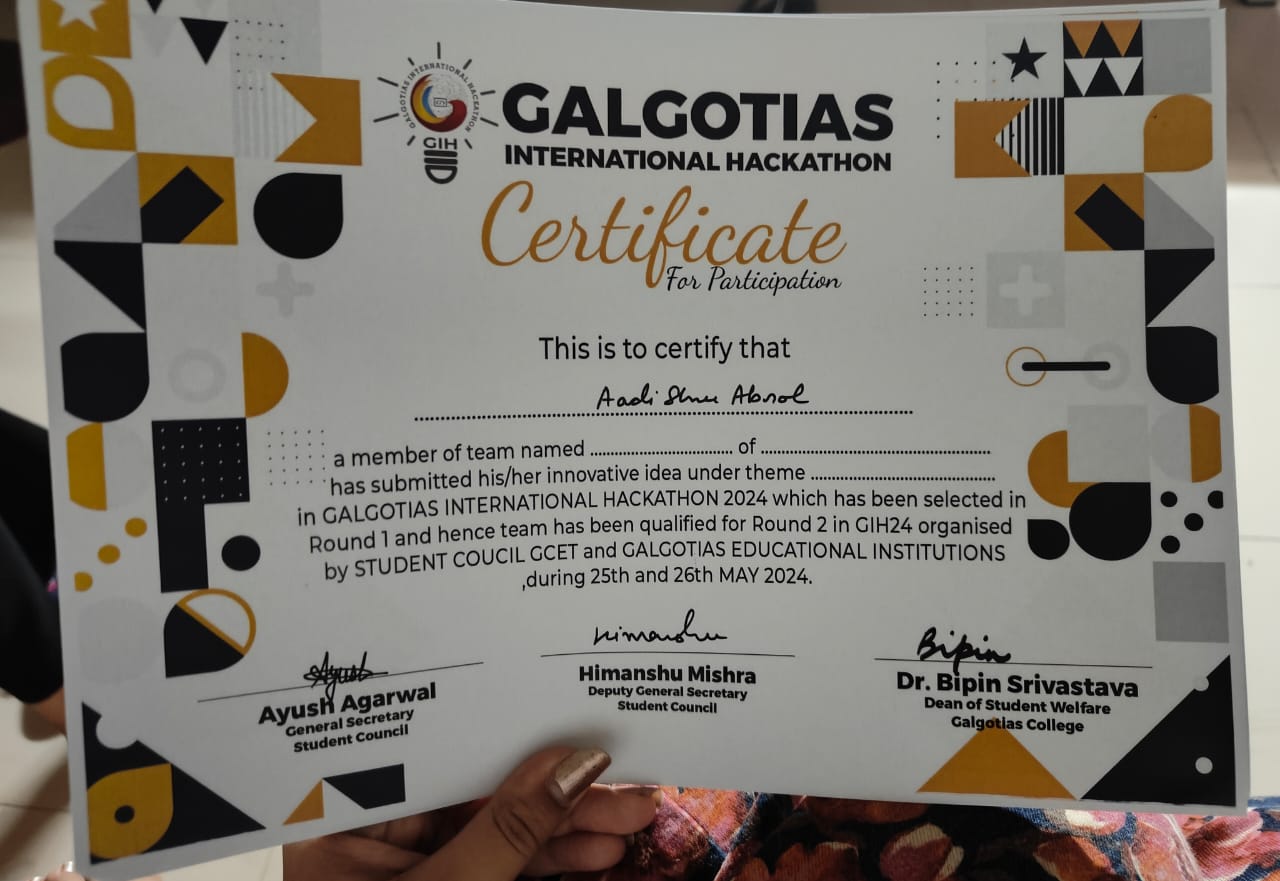 GALGOTIAS INTERNATIONAL HACKATHON
GIH
GALGOTIAS
INTERNATIONAL HACKATHON
Certificate
For Participation
This is to certify that
Aadi Shree Abrol
a member of team named .............................. of ..................................................
has submitted his/her innovative idea under theme ........................................
in GALGOTIAS INTERNATIONAL HACKATHON 2024 which has been selected in
Round 1 and hence team has been qualified for Round 2 in GIH24 organised
by STUDENT COUCIL GCET and GALGOTIAS EDUCATIONAL INSTITUTIONS
,during 25th and 26th MAY 2024.
Ayush
Ayush Agarwal
General Secretary
Student Council
Himanshu
Himanshu Mishra
Deputy General Secretary
Student Council
Bipin
Dr. Bipin Srivastava
Dean of Student Welfare
Galgotias College